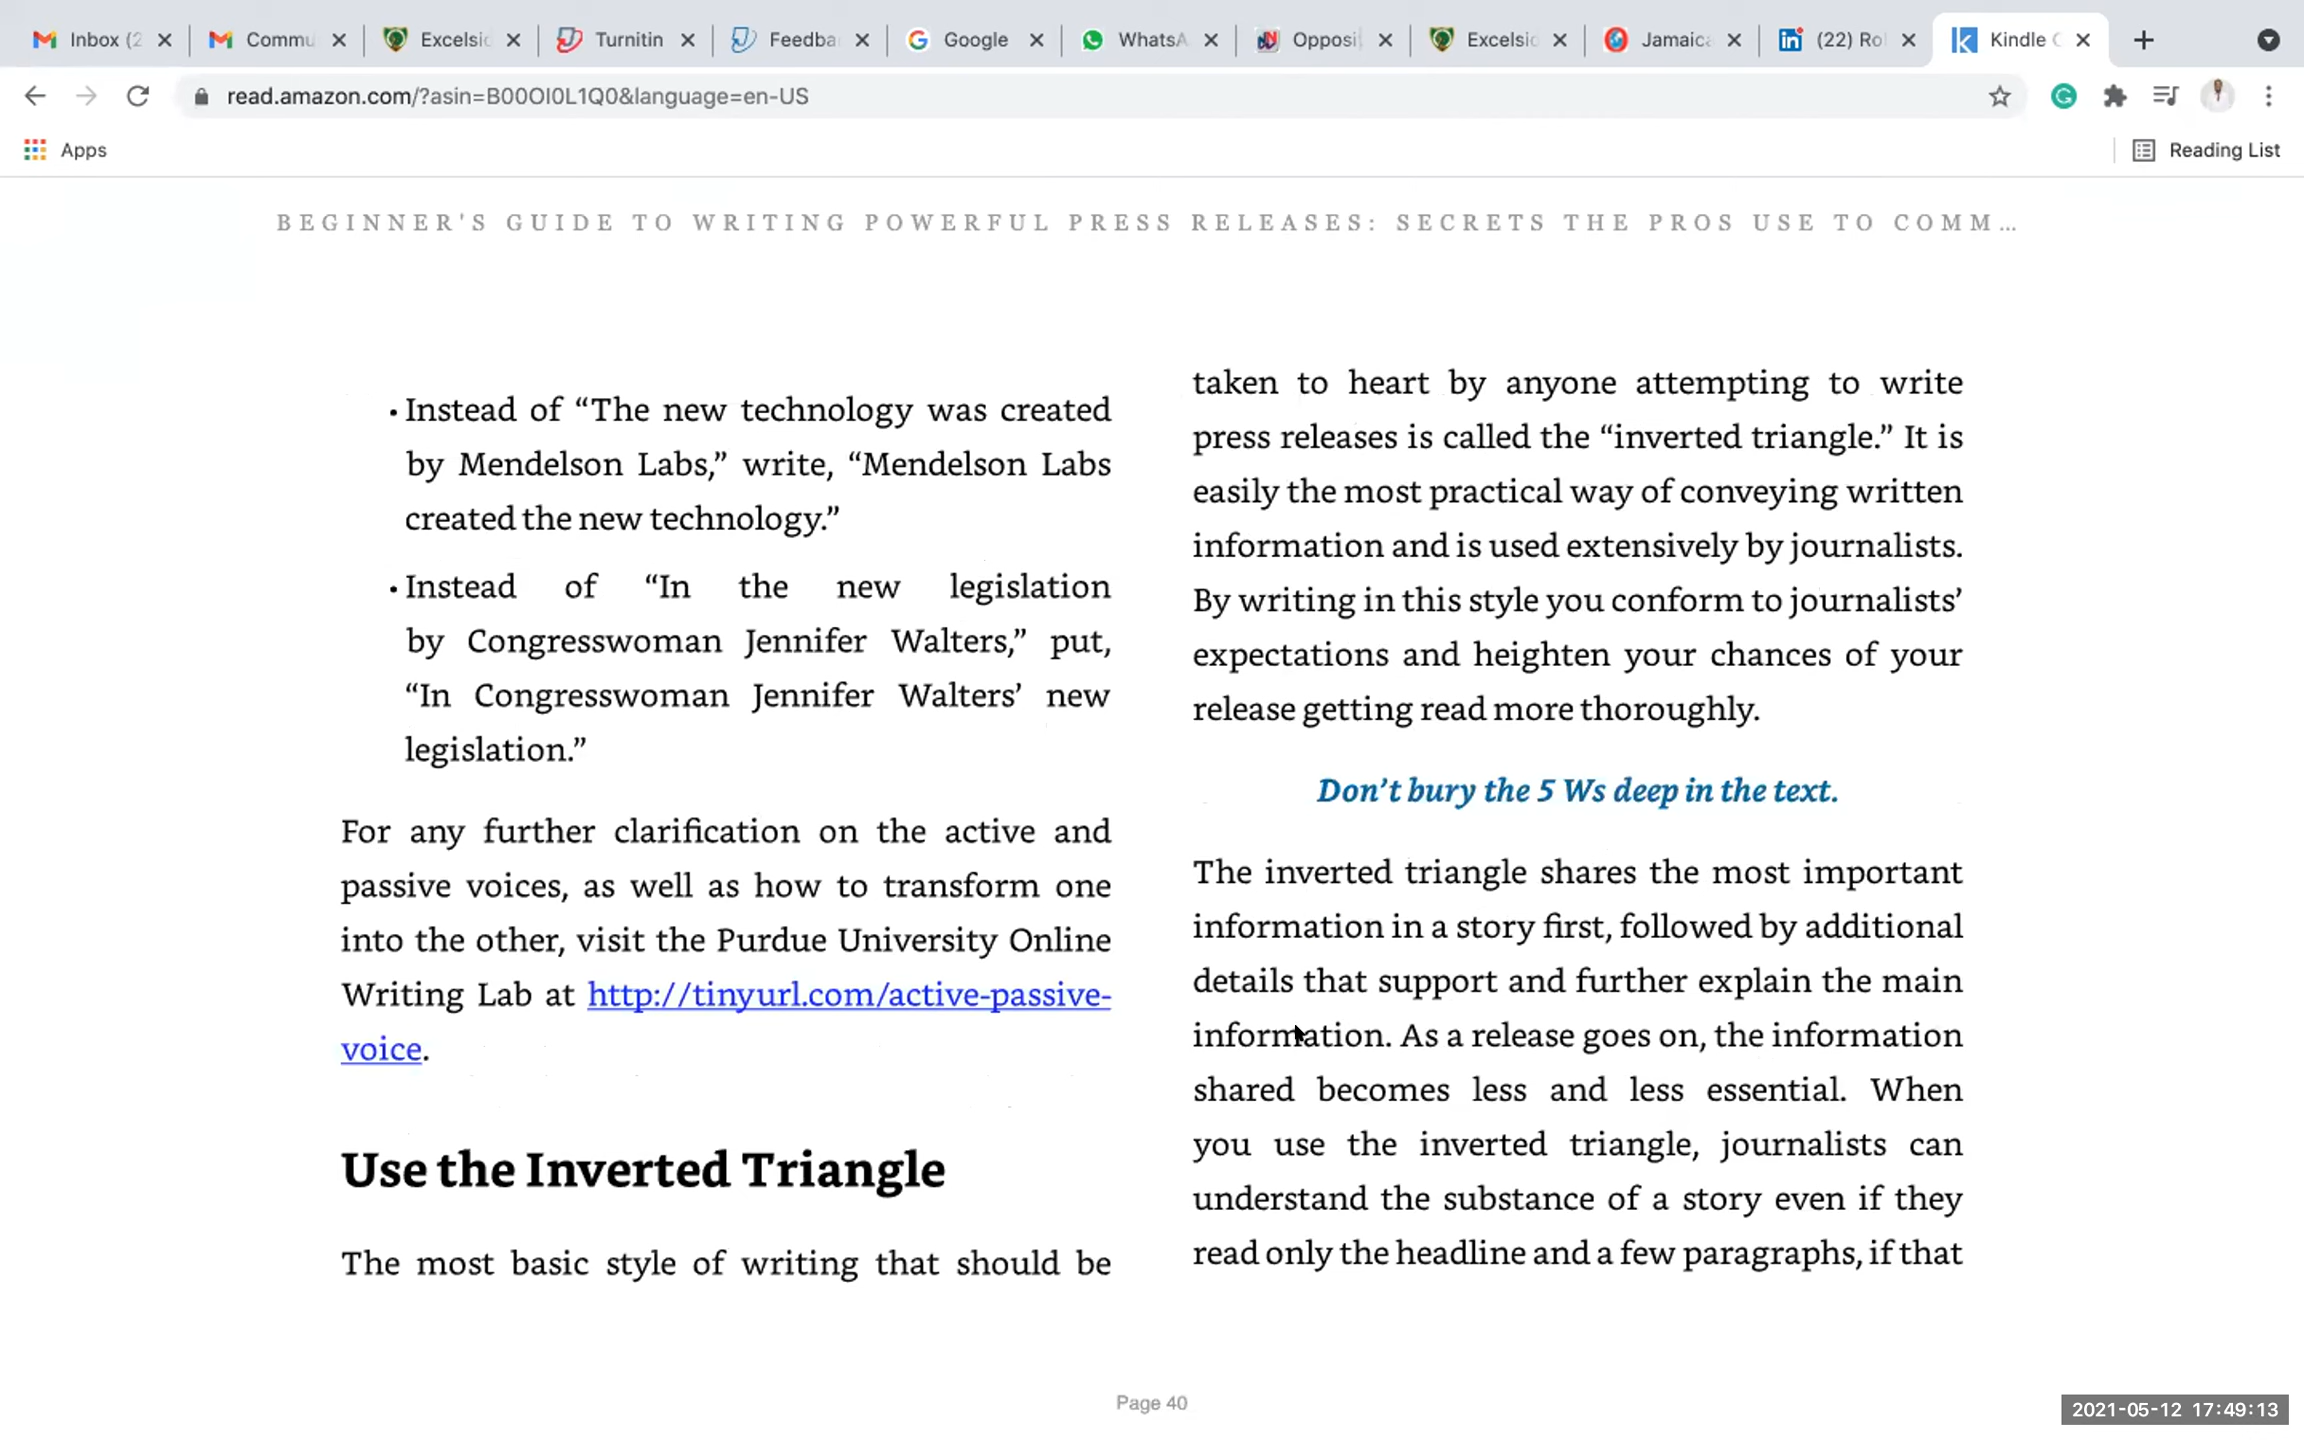 Inbox (2
Commu
Excelsio
Turnitin
Feedba
Google
WhatsA
Opposi
Excelsio
Jamaica
(22) Ro
Kindle C
read.amazon.com/?asin=B00OI0L1Q0&language=en-US
Apps
Reading List
BEGINNER'S GUIDE TO WRITING POWERFUL PRESS RELEASES: SECRETS THE PROS USE TO COMM...
• Instead of “The new technology was created
by Mendelson Labs,” write, “Mendelson Labs
created the new technology.”
• Instead of “In the new legislation
by Congresswoman Jennifer Walters,” put,
“In Congresswoman Jennifer Walters’ new
legislation.”
For any further clarification on the active and
passive voices, as well as how to transform one
into the other, visit the Purdue University Online
Writing Lab at http://tinyurl.com/active-passive-
voice.
Use the Inverted Triangle
The most basic style of writing that should be
taken to heart by anyone attempting to write
press releases is called the “inverted triangle.” It is
easily the most practical way of conveying written
information and is used extensively by journalists.
By writing in this style you conform to journalists’
expectations and heighten your chances of your
release getting read more thoroughly.
Don’t bury the 5 Ws deep in the text.
The inverted triangle shares the most important
information in a story first, followed by additional
details that support and further explain the main
information. As a release goes on, the information
shared becomes less and less essential. When
you use the inverted triangle, journalists can
understand the substance of a story even if they
read only the headline and a few paragraphs, if that
Page 40
2021-05-12 17:49:13